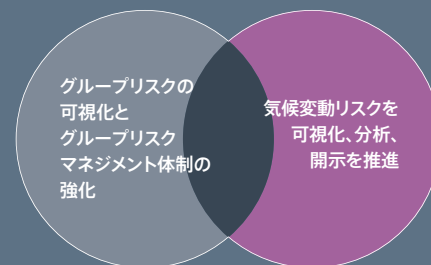 グループリスクの
可視化と
グループリスク
マネジメント体制の
強化
気候変動リスクを
可視化、分析、
開示を推進